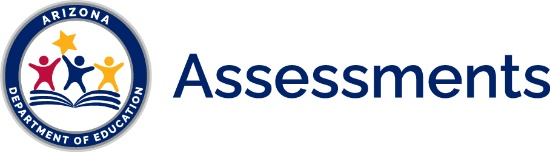 ARIZONA
DEPARTMENT OF EDUCATION
Assessments